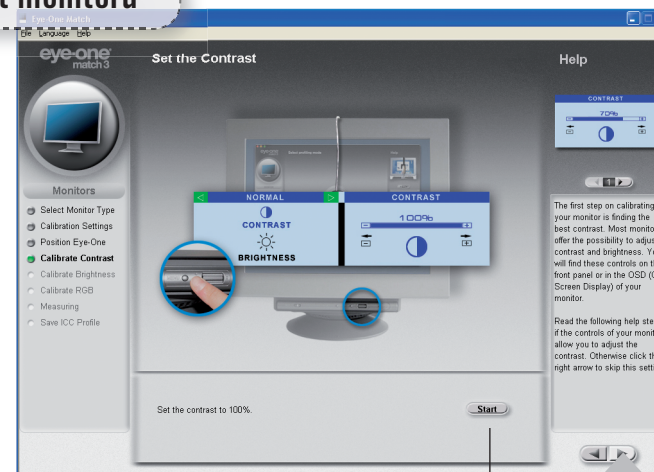 t monitorů
Eye-One Match
File Language Help
eye-one
match 3
Set the Contrast
Help
Monitors
Select Monitor Type
Calibration Settings
Position Eye-One
Calibrate Contrast
Calibrate Brightness
Calibrate RGB
Measuring
Save ICC Profile
NORMAL
CONTRAST
BRIGHTNESS
CONTRAST
100%
Set the contrast to 100%.
Start
CONTRAST
70%
1
The first step on calibrating
your monitor is finding the
best contrast. Most monito
offer the possibility to adjus
contrast and brightness. Yo
will find these controls on th
front panel or in the OSD (O
Screen Display) of your
monitor.
Read the following help ste
if the controls of your monit
allow you to adjust the
contrast. Otherwise click th
right arrow to skip this setti